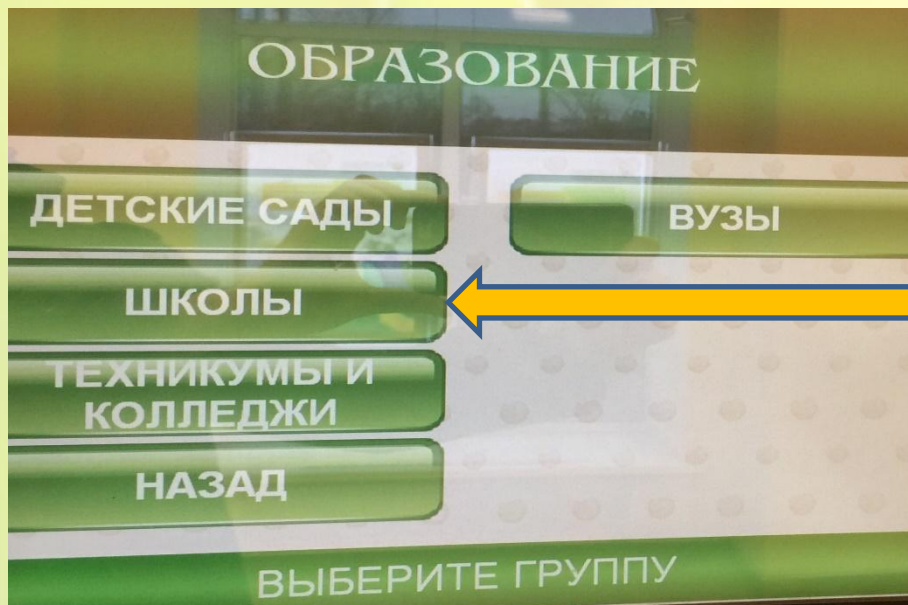 ОБРАЗОВАНИЕ
ДЕТСКИЕ САДЫ
ВУЗЫ
ШКОЛЫ
ТЕХНИКУМЫ И
КОЛЛЕДЖИ
НАЗАД
ВЫБЕРИТЕ ГРУППУ